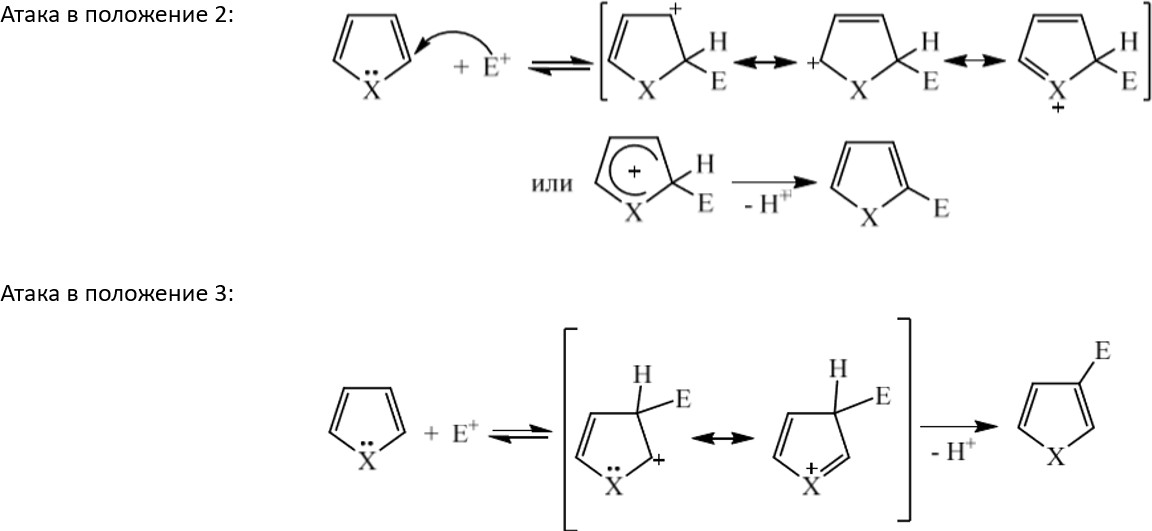 Атака в положение 2:
X + E+ [ + H E X + H E X H E X + ]
или + H E X - H+ X E
Атака в положение 3:
X + E+ [ H E X + H E + X ] - H+ E X